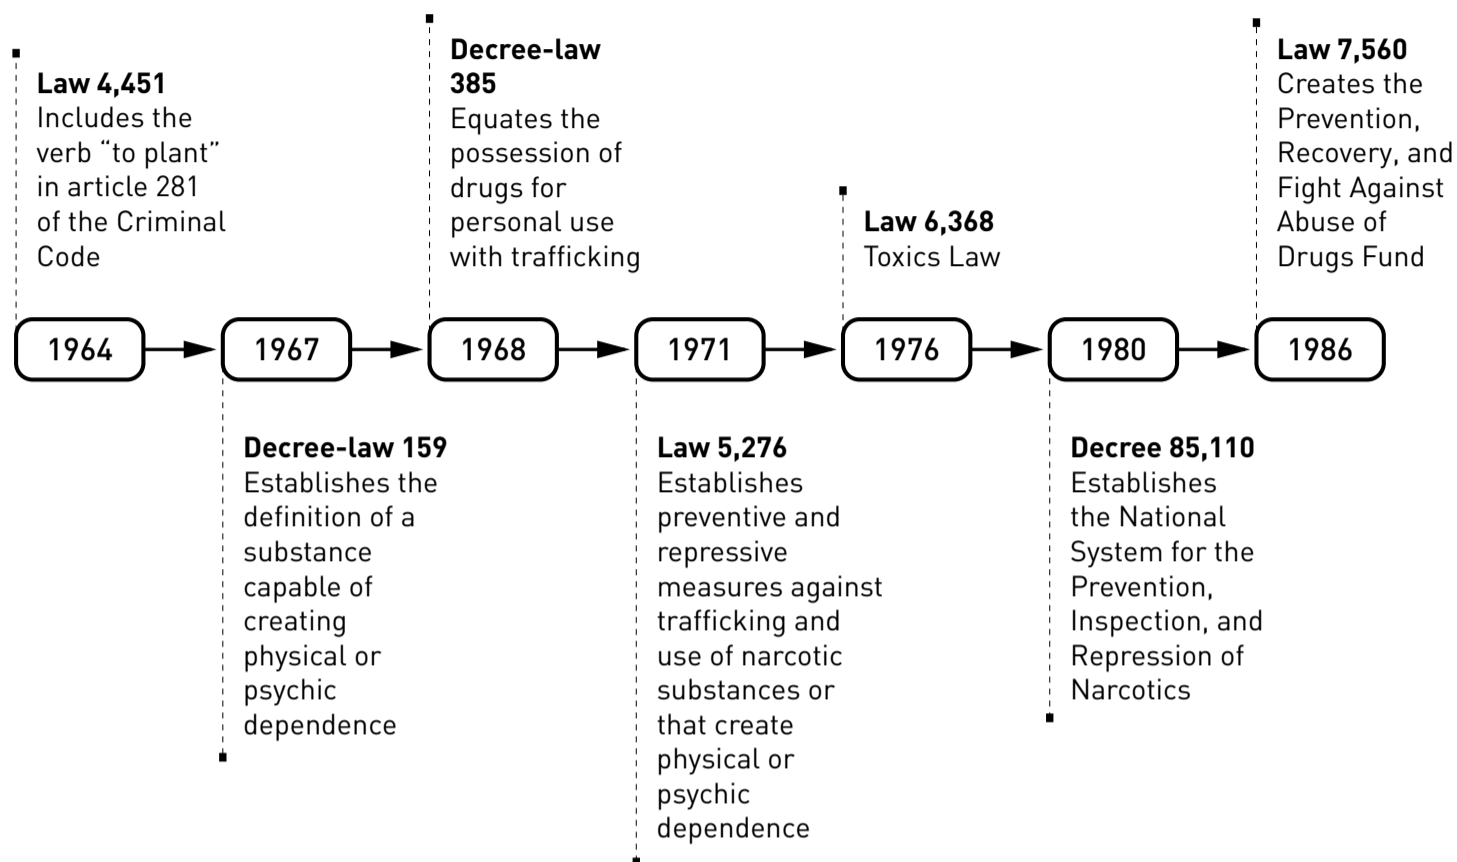 Law 4,451
Includes the
verb “to plant”
in article 281
of the Criminal
Code
Decree-law
385
Equates the
possession of
drugs for
personal use
with trafficking
Law 6,368
Toxics Law
Law 7,560
Creates the
Prevention,
Recovery, and
Fight Against
Abuse of
Drugs Fund
1964
1967
1968
1971
1976
1980
1986
Decree-law 159
Establishes the
definition of a
substance
capable of
creating
physical or
psychic
dependence
Law 5,276
Establishes
preventive and
repressive
measures against
trafficking and
use of narcotic
substances or
that create
physical or
psychic
dependence
Decree 85,110
Establishes
the National
System for the
Prevention,
Inspection, and
Repression of
Narcotics